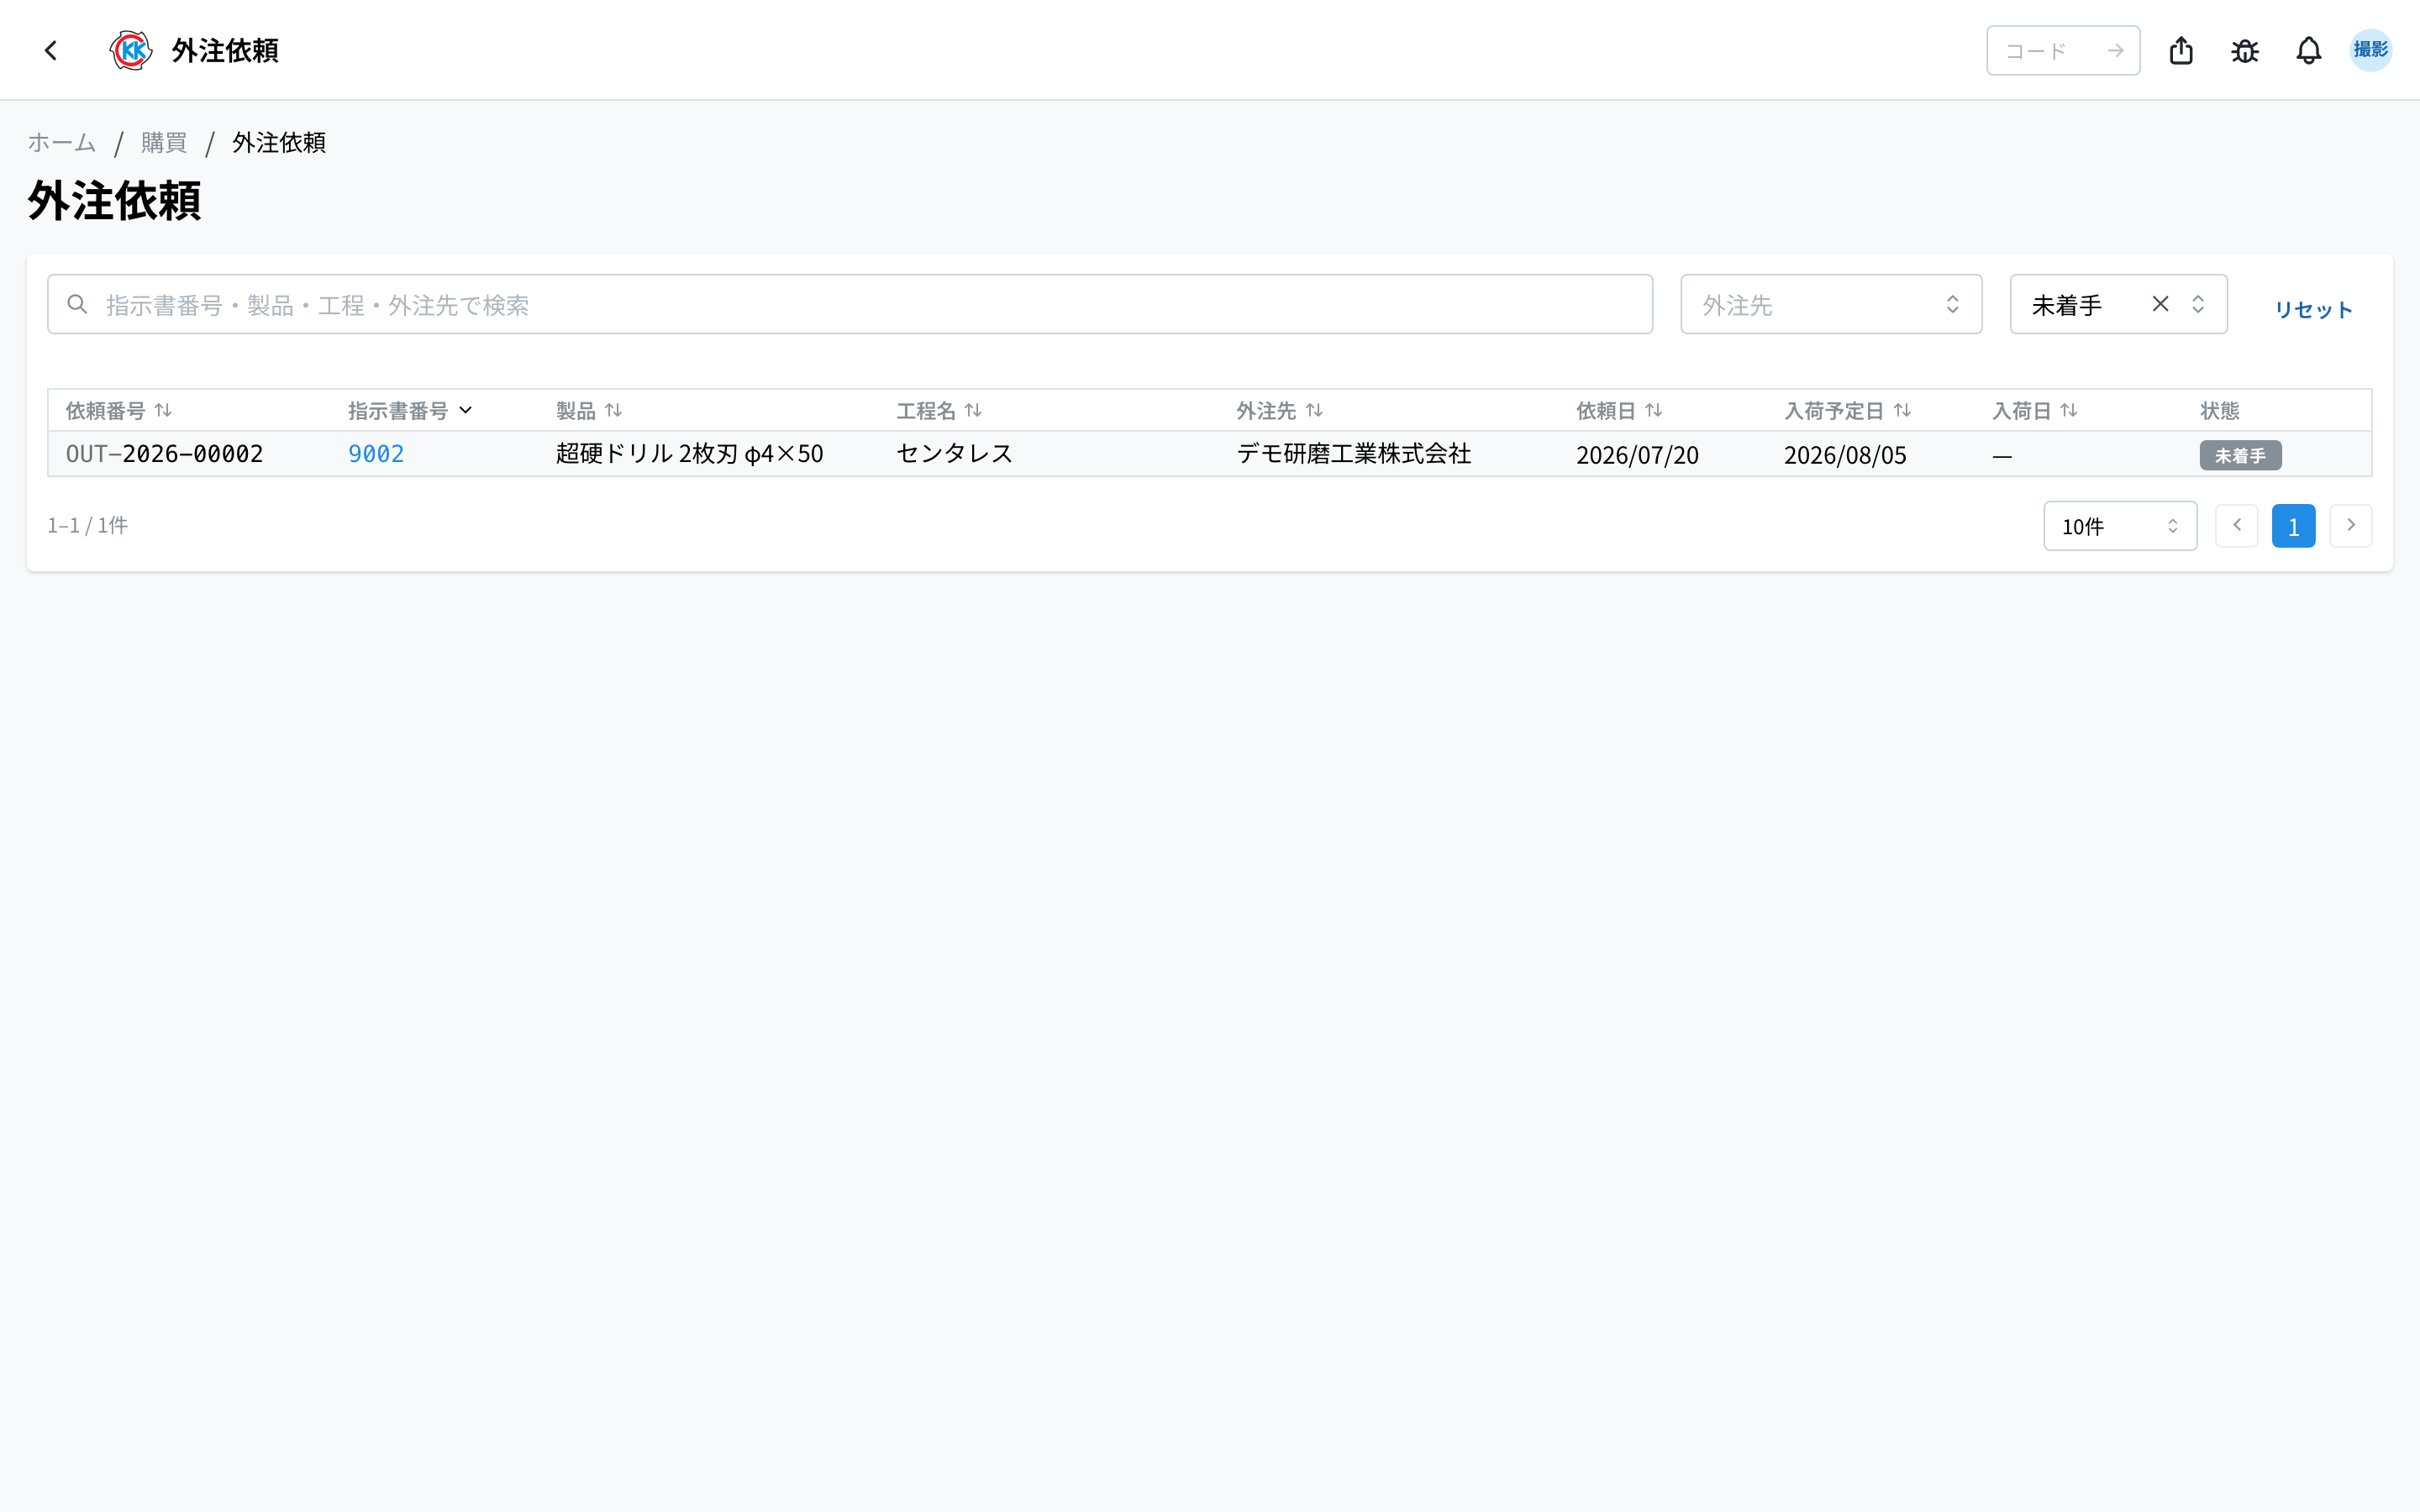 KK 外注依頼
コード
撮影
ホーム / 購買 / 外注依頼
外注依頼
指示書番号・製品・工程・外注先で検索
外注先
未着手
リセット
依頼番号 指示書番号 製品 工程名 外注先 依頼日 入荷予定日 入荷日 状態
OUT-2026-00002 9002 超硬ドリル 2枚刃 φ4×50 センタレス デモ研磨工業株式会社 2026/07/20 2026/08/05 — 未着手
1–1 / 1件
10件
1